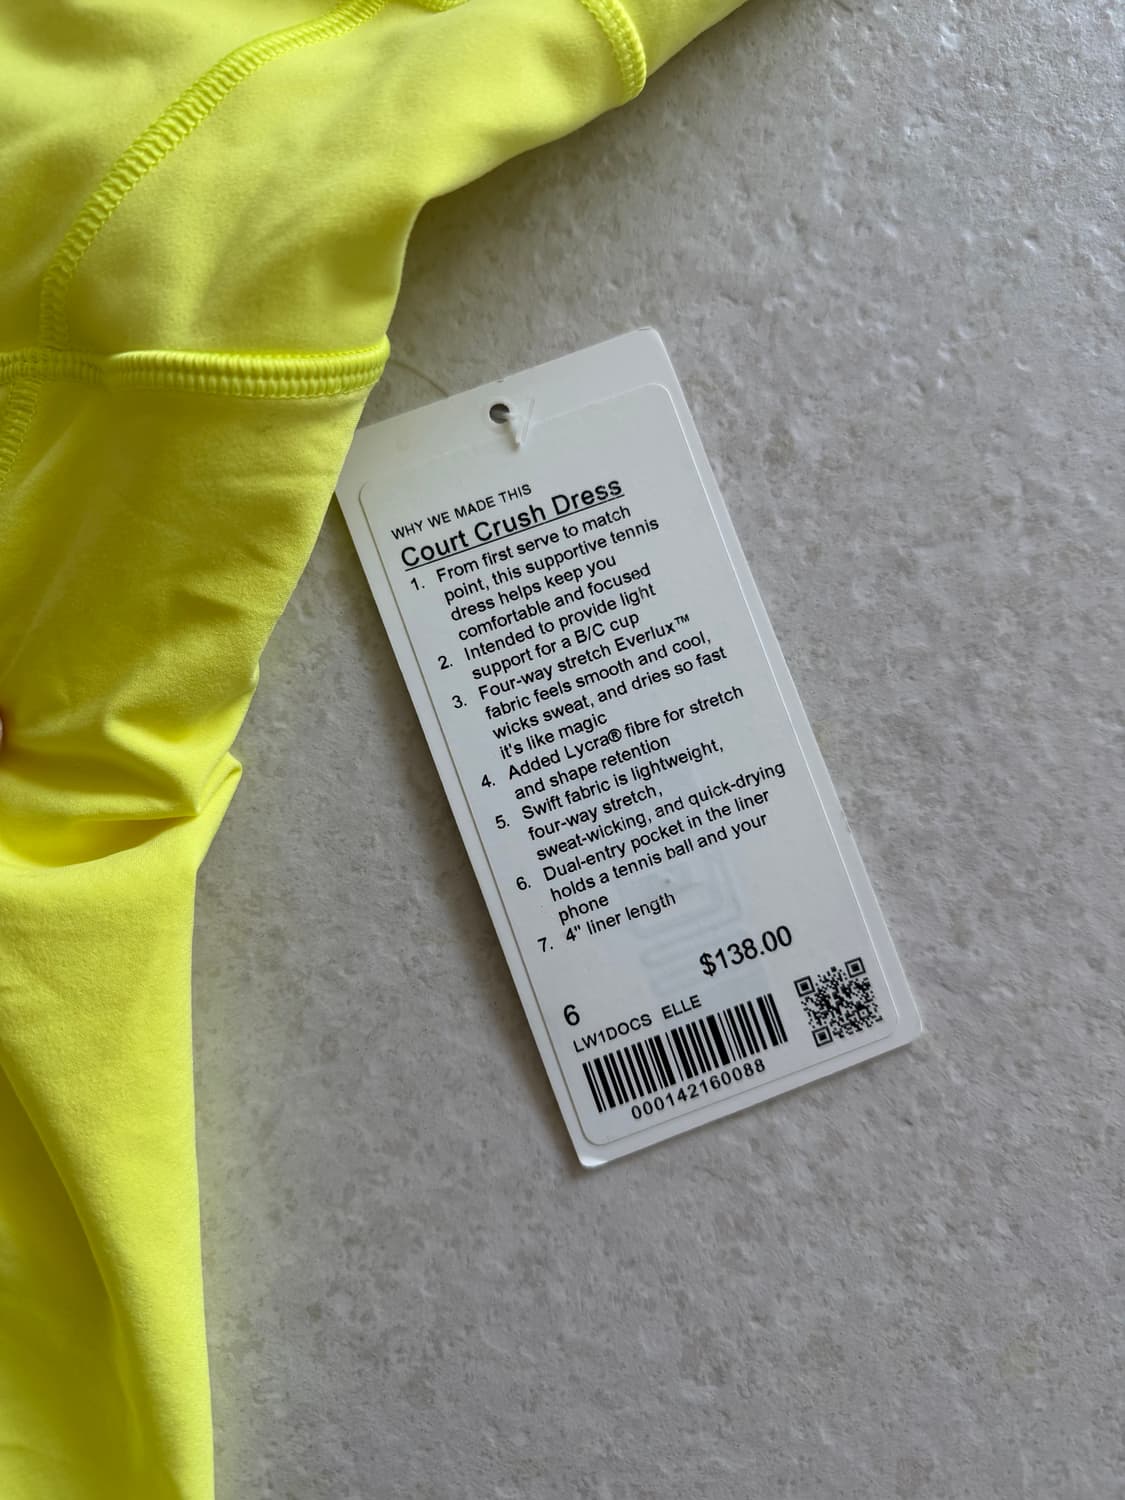 WHY WE MADE THIS
Court Crush Dress
1. From first serve to match
point, this supportive tennis
dress helps keep you
comfortable and focused
2. Intended to provide light
support for a B/C cup
3. Four-way stretch Everlux™
fabric feels smooth and cool,
wicks sweat, and dries so fast
it's like magic
4. Added Lycra® fibre for stretch
and shape retention
5. Swift fabric is lightweight,
four-way stretch,
sweat-wicking, and quick-drying
6. Dual-entry pocket in the liner
holds a tennis ball and your
phone
7. 4" liner length
$138.00
6
LW1DOCS ELLE
000142160088